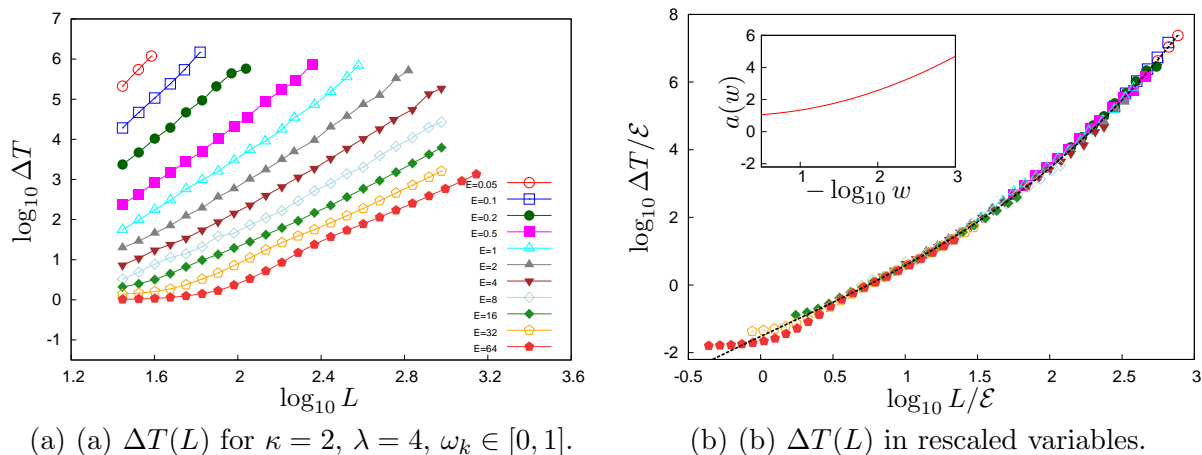 7
6
5
4
3
2
1
0
-1
log₁₀ ΔT
1.2 1.6 2 2.4 2.8 3.2 3.6
log₁₀ L
E=0.05
E=0.1
E=0.2
E=0.5
E=1
E=2
E=4
E=8
E=16
E=32
E=64
(a) (a) ΔT(L) for κ = 2, λ = 4, ωₖ ∈ [0, 1].
8
6
4
2
0
-2
log₁₀ ΔT/ℰ
-0.5 0 0.5 1 1.5 2 2.5 3
log₁₀ L/ℰ
6
4
2
0
-2
a(w)
1 2 3
− log₁₀ w
(b) (b) ΔT(L) in rescaled variables.